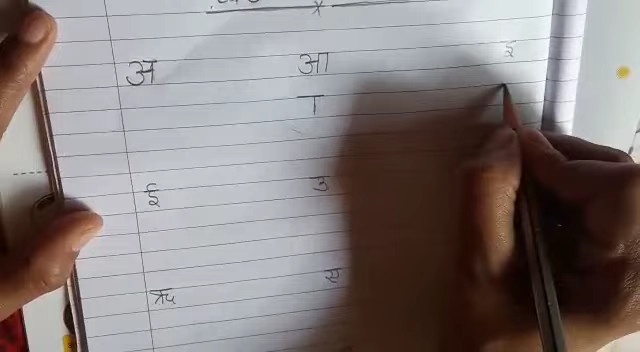 अ आ इ
ा
ई उ
ऋ ए